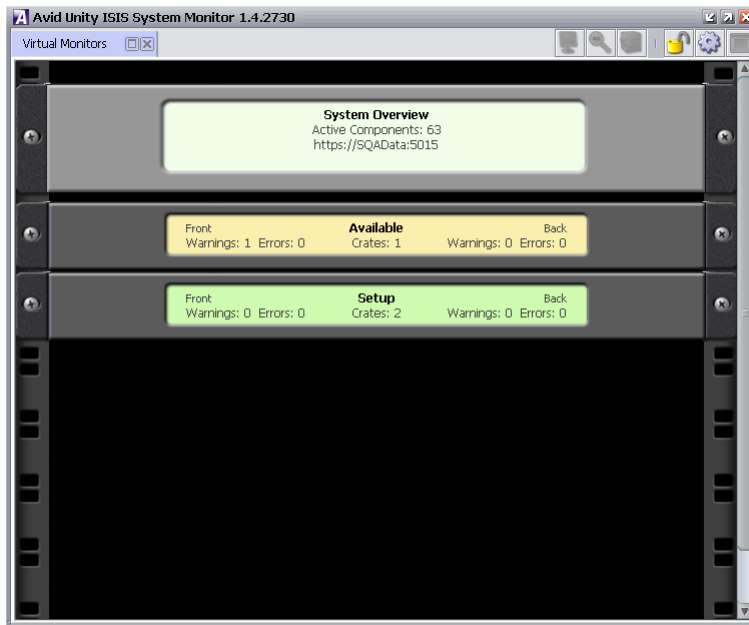 Avid Unity ISIS System Monitor 1.4.2730
Virtual Monitors
System Overview
Active Components: 63
https://SQAData:5015
Front Available Back
Warnings: 1 Errors: 0 Crates: 1 Warnings: 0 Errors: 0
Front Setup Back
Warnings: 0 Errors: 0 Crates: 2 Warnings: 0 Errors: 0